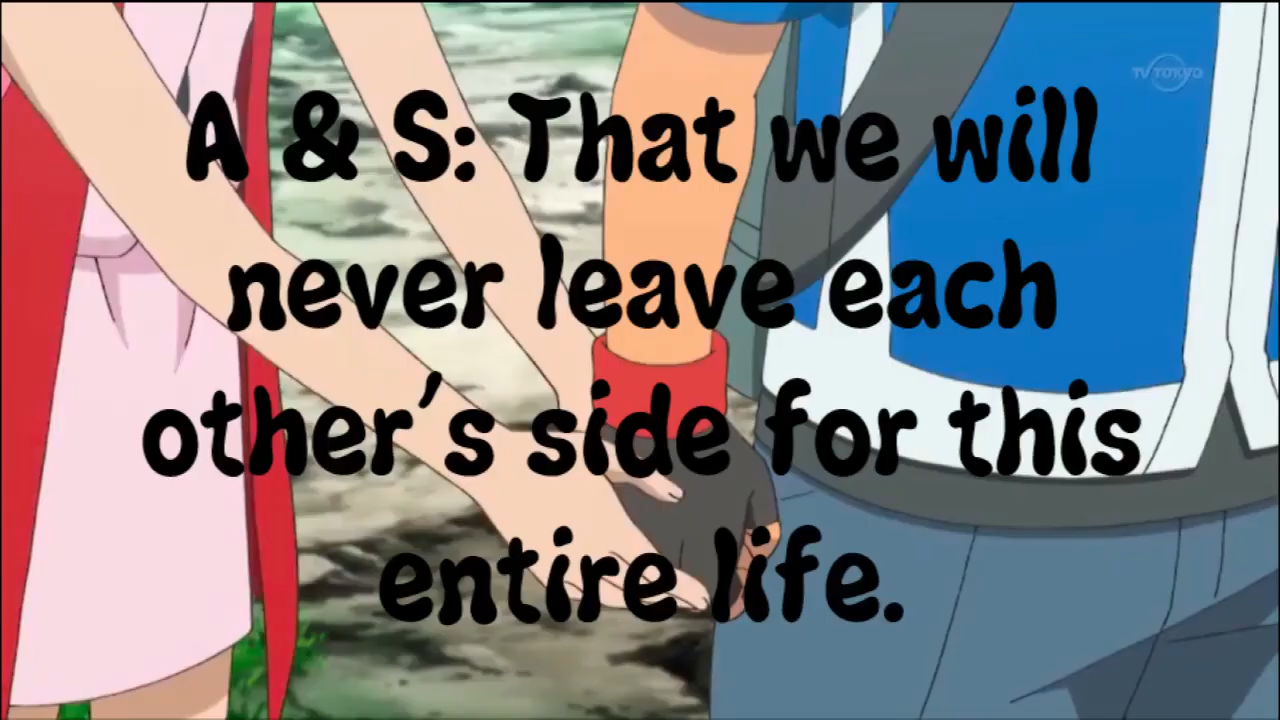 TV TOKYO
A & S: That we will
never leave each
other's side for this
entire life.